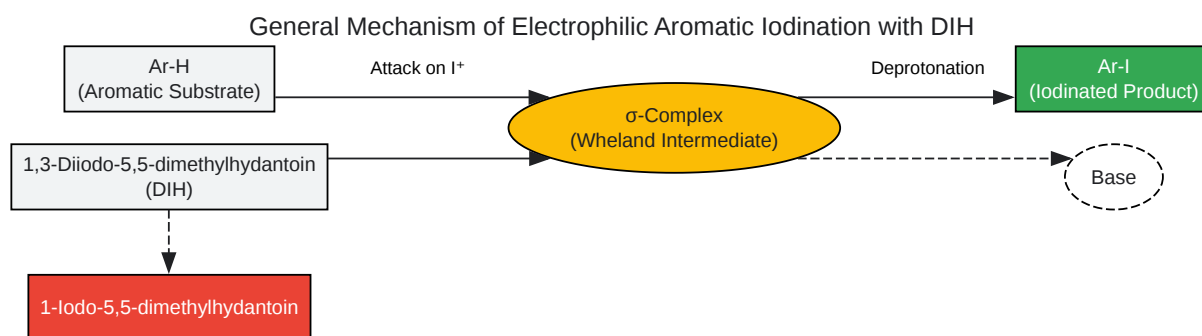 General Mechanism of Electrophilic Aromatic Iodination with DIH
Ar-H
(Aromatic Substrate)
Attack on I⁺
Deprotonation
Ar-I
(Iodinated Product)
σ-Complex
(Wheland Intermediate)
1,3-Diiodo-5,5-dimethylhydantoin
(DIH)
Base
1-Iodo-5,5-dimethylhydantoin